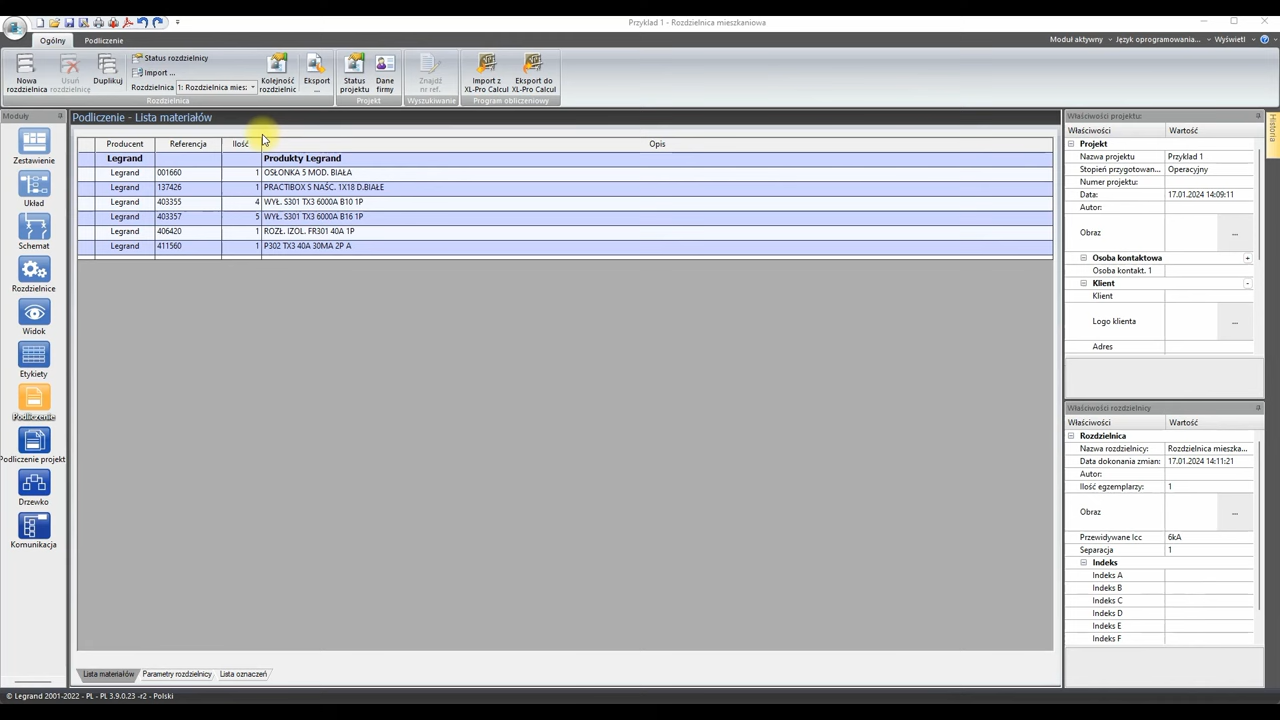 Przyklad 1 - Rozdzielnica mieszkaniowa
Ogólny
Podliczenie
Moduł aktywny
Język oprogramowania...
Wyświetl
Nowa rozdzielnica
Usuń rozdzielnicę
Duplikuj
Status rozdzielnicy
Import ...
Rozdzielnica
1: Rozdzielnica mies:
Kolejność rozdzielnic
Eksport ...
Status projektu
Dane firmy
Znajdź nr ref.
Import z XL-Pro Calcul
Eksport do XL-Pro Calcul
Rozdzielnica
Projekt
Wyszukiwanie
Program obliczeniowy
Moduły
Zestawienie
Układ
Schemat
Rozdzielnice
Widok
Etykiety
Podliczenie
Podliczenie projekt
Drzewko
Komunikacja
Podliczenie - Lista materiałów
Producent Referencja Ilość Opis
Legrand Produkty Legrand
Legrand 001660 1 OSŁONKA 5 MOD. BIAŁA
Legrand 137426 1 PRACTIBOX S NAŚC. 1X18 D.BIAŁE
Legrand 403355 4 WYŁ. S301 TX3 6000A B10 1P
Legrand 403357 5 WYŁ. S301 TX3 6000A B16 1P
Legrand 406420 1 ROZŁ. IZOL. FR301 40A 1P
Legrand 411560 1 P302 TX3 40A 30MA 2P A
Lista materiałów
Parametry rozdzielnicy
Lista oznaczeń
Właściwości projektu:
Właściwości Wartość
Projekt
Nazwa projektu Przykład 1
Stopień przygotowan... Operacyjny
Numer projektu:
Data: 17.01.2024 14:09:11
Autor:
Obraz ...
Osoba kontaktowa +
Osoba kontakt. 1
Klient -
Klient
Logo klienta ...
Adres
Historia
Właściwości rozdzielnicy
Właściwości Wartość
Rozdzielnica
Nazwa rozdzielnicy: Rozdzielnica mieszka...
Data dokonania zmian: 17.01.2024 14:11:21
Autor:
Ilość egzemplarzy: 1
Obraz ...
Przewidywane Icc 6kA
Separacja 1
Indeks
Indeks A
Indeks B
Indeks C
Indeks D
Indeks E
Indeks F
© Legrand 2001-2022 - PL - PL 3.9.0.23 -r2 - Polski